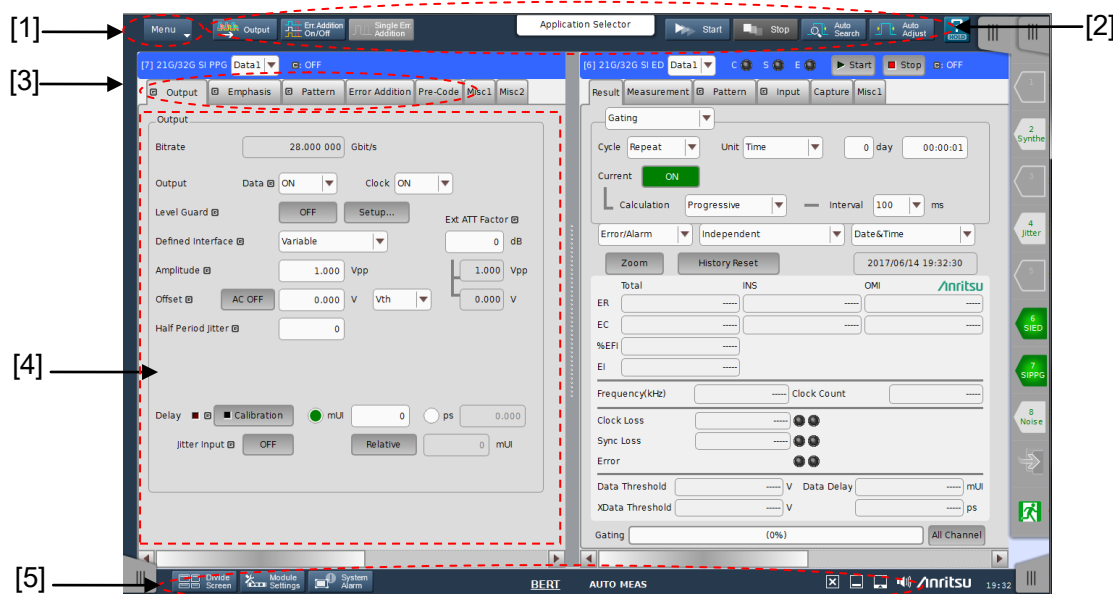 [1]
Menu
Output
Err.Addition On/Off
Single Err. Addition
Application Selector
Start
Stop
Auto Search
Auto Adjust
HOLD
[2]
[7] 21G/32G SI PPG Data1 G: OFF
[3]
Output Emphasis Pattern Error Addition Pre-Code Misc1 Misc2
Output
Bitrate 28.000 000 Gbit/s
Output Data ON Clock ON
Level Guard OFF Setup... Ext ATT Factor
Defined Interface Variable 0 dB
Amplitude 1.000 Vpp 1.000 Vpp
Offset AC OFF 0.000 V Vth 0.000 V
Half Period Jitter 0
[4]
Delay Calibration mUI 0 ps 0.000
Jitter Input OFF Relative 0 mUI
[6] 21G/32G SI ED Data1 C S E Start Stop G: OFF
Result Measurement Pattern Input Capture Misc1
Gating
Cycle Repeat Unit Time 0 day 00:00:01
Current ON
Calculation Progressive Interval 100 ms
Error/Alarm Independent Date&Time
Zoom History Reset 2017/06/14 19:32:30
Total INS OMI Anritsu
ER ----- ----- -----
EC ----- ----- -----
%EFI -----
EI -----
Frequency(kHz) ----- Clock Count -----
Clock Loss -----
Sync Loss -----
Error
Data Threshold ----- V Data Delay ----- mUI
XData Threshold ----- V ----- ps
Gating (0%) All Channel
1
2 Synthe
3
4 Jitter
5
6 SIED
7 SIPPG
8 Noise
[5]
Divide Screen
Module Settings
System Alarm
BERT AUTO MEAS Anritsu 19:32